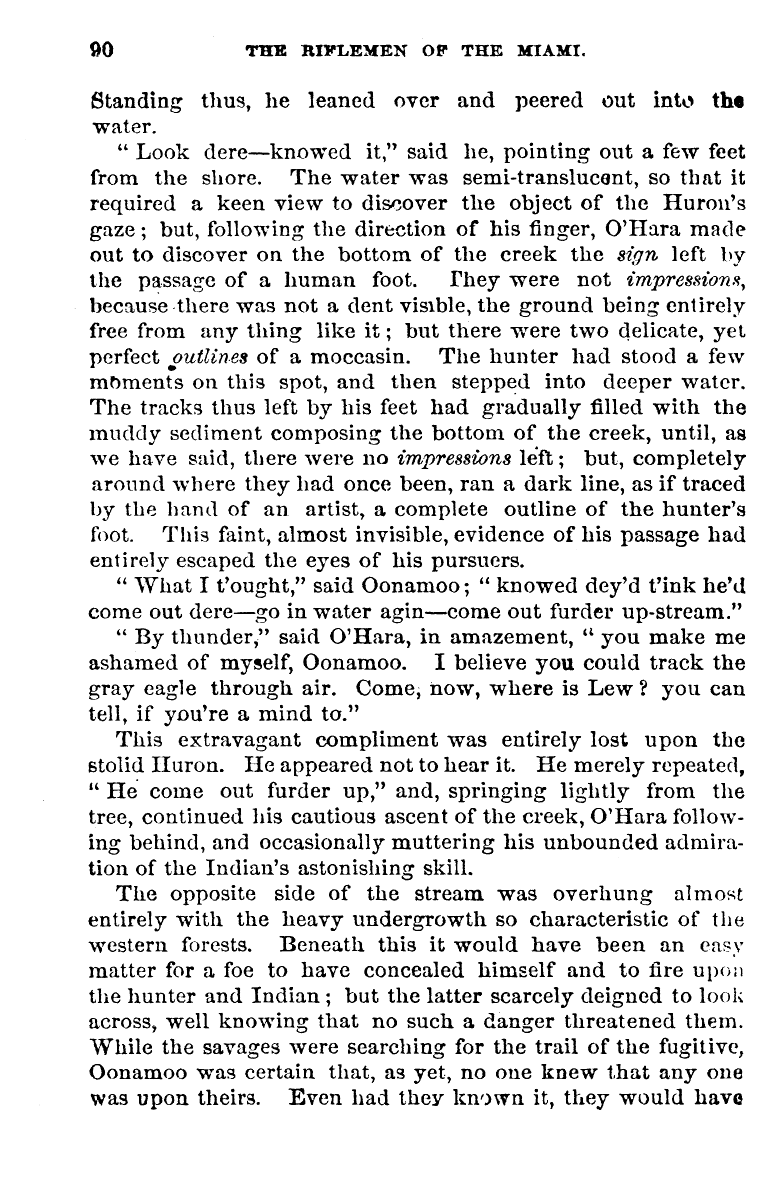 90 THE RIFLEMEN OF THE MIAMI.
Standing thus, he leaned over and peered out into the
water.
“ Look dere—knowed it,” said he, pointing out a few feet
from the shore. The water was semi-translucent, so that it
required a keen view to discover the object of the Huron’s
gaze ; but, following the direction of his finger, O’Hara made
out to discover on the bottom of the creek the sign left by
the passage of a human foot. They were not impressions,
because there was not a dent visible, the ground being entirely
free from any thing like it ; but there were two delicate, yet
perfect outlines of a moccasin. The hunter had stood a few
moments on this spot, and then stepped into deeper water.
The tracks thus left by his feet had gradually filled with the
muddy sediment composing the bottom of the creek, until, as
we have said, there were no impressions left ; but, completely
around where they had once been, ran a dark line, as if traced
by the hand of an artist, a complete outline of the hunter’s
foot. This faint, almost invisible, evidence of his passage had
entirely escaped the eyes of his pursuers.
“ What I t’ought,” said Oonamoo ; “ knowed dey’d t’ink he’d
come out dere—go in water agin—come out furder up-stream.”
“ By thunder,” said O’Hara, in amazement, “ you make me
ashamed of myself, Oonamoo. I believe you could track the
gray eagle through air. Come, now, where is Lew ? you can
tell, if you’re a mind to.”
This extravagant compliment was entirely lost upon the
stolid Huron. He appeared not to hear it. He merely repeated,
“ He come out furder up,” and, springing lightly from the
tree, continued his cautious ascent of the creek, O’Hara follow-
ing behind, and occasionally muttering his unbounded admira-
tion of the Indian’s astonishing skill.
The opposite side of the stream was overhung almost
entirely with the heavy undergrowth so characteristic of the
western forests. Beneath this it would have been an easy
matter for a foe to have concealed himself and to fire upon
the hunter and Indian ; but the latter scarcely deigned to look
across, well knowing that no such a danger threatened them.
While the savages were searching for the trail of the fugitive,
Oonamoo was certain that, as yet, no one knew that any one
was upon theirs. Even had they known it, they would have